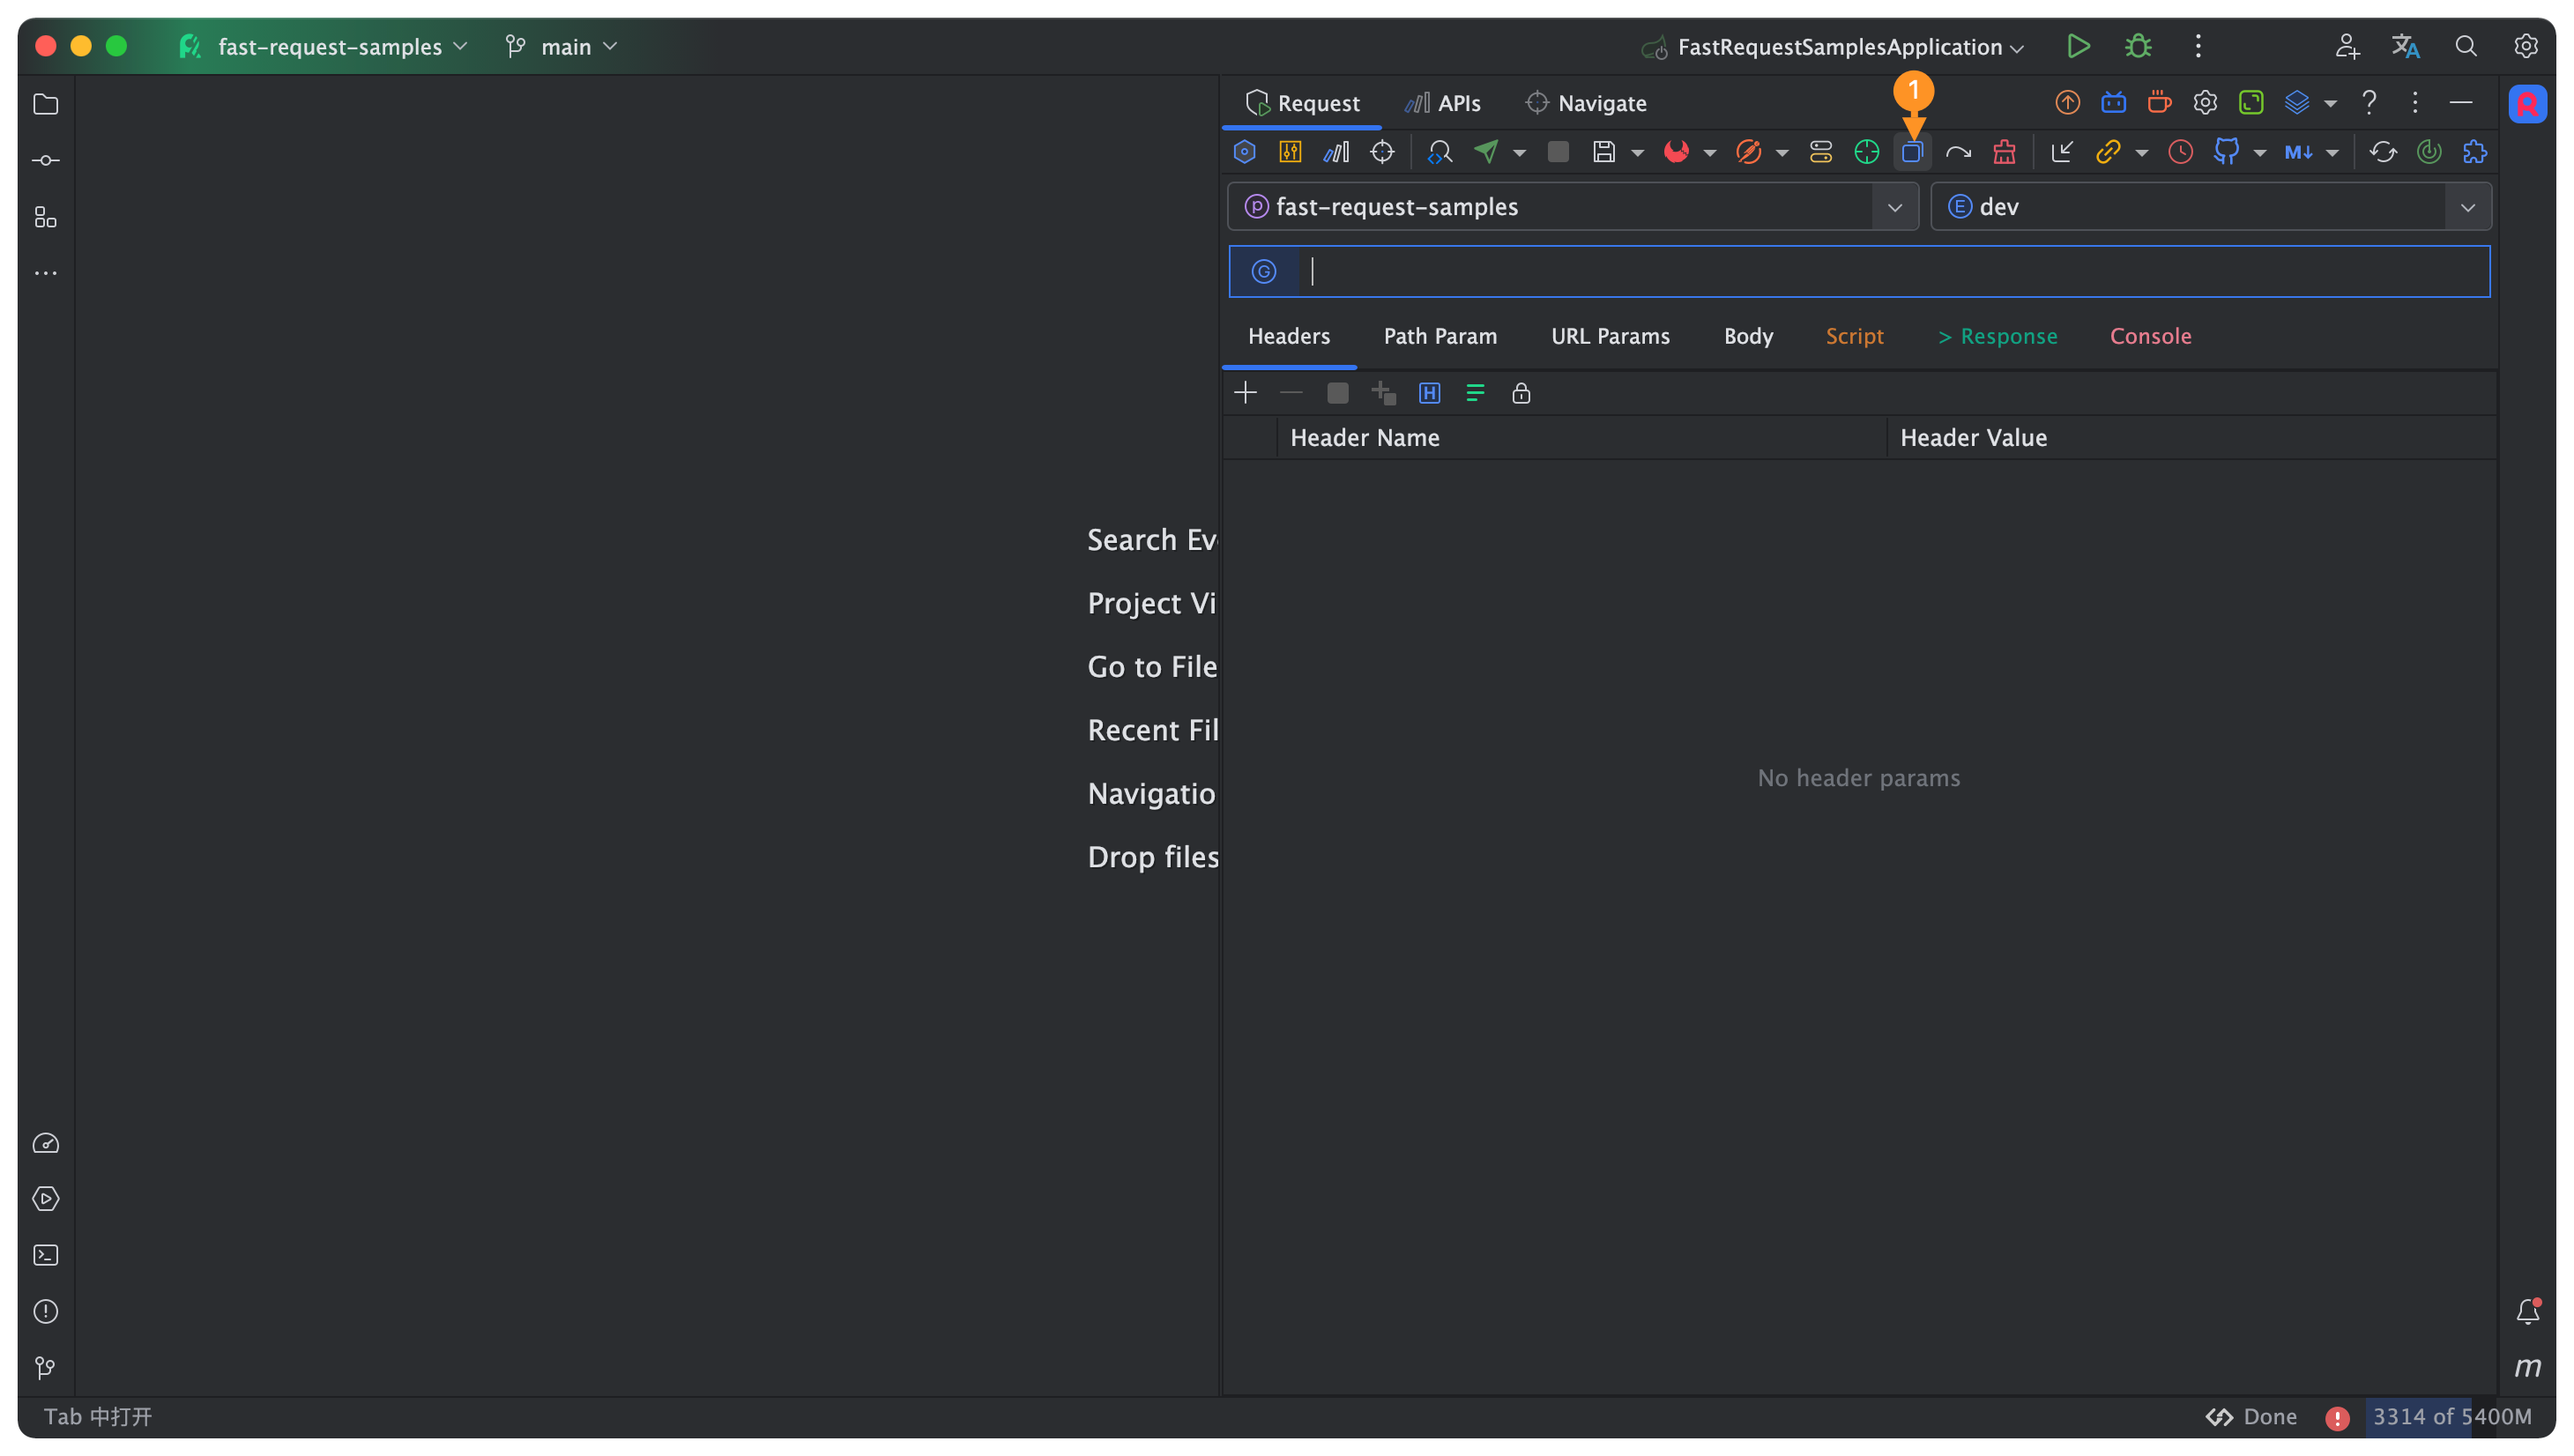 fast-request-samples
main
FastRequestSamplesApplication
1
Request
APIs
Navigate
M↓
P fast-request-samples
E dev
G
Headers
Path Param
URL Params
Body
Script
> Response
Console
H
Header Name
Header Value
Search Ev
Project Vi
Go to File
Recent Fil
No header params
Navigatio
Drop files
m
Tab 中打开
Done
3314 of 5400M